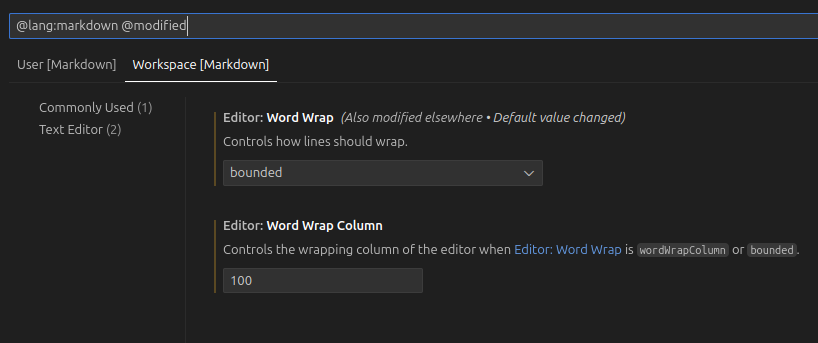 @lang:markdown @modified
User [Markdown] Workspace [Markdown]
Commonly Used (1)
Text Editor (2)
Editor: Word Wrap (Also modified elsewhere • Default value changed)
Controls how lines should wrap.
bounded
Editor: Word Wrap Column
Controls the wrapping column of the editor when Editor: Word Wrap is wordWrapColumn or bounded.
100